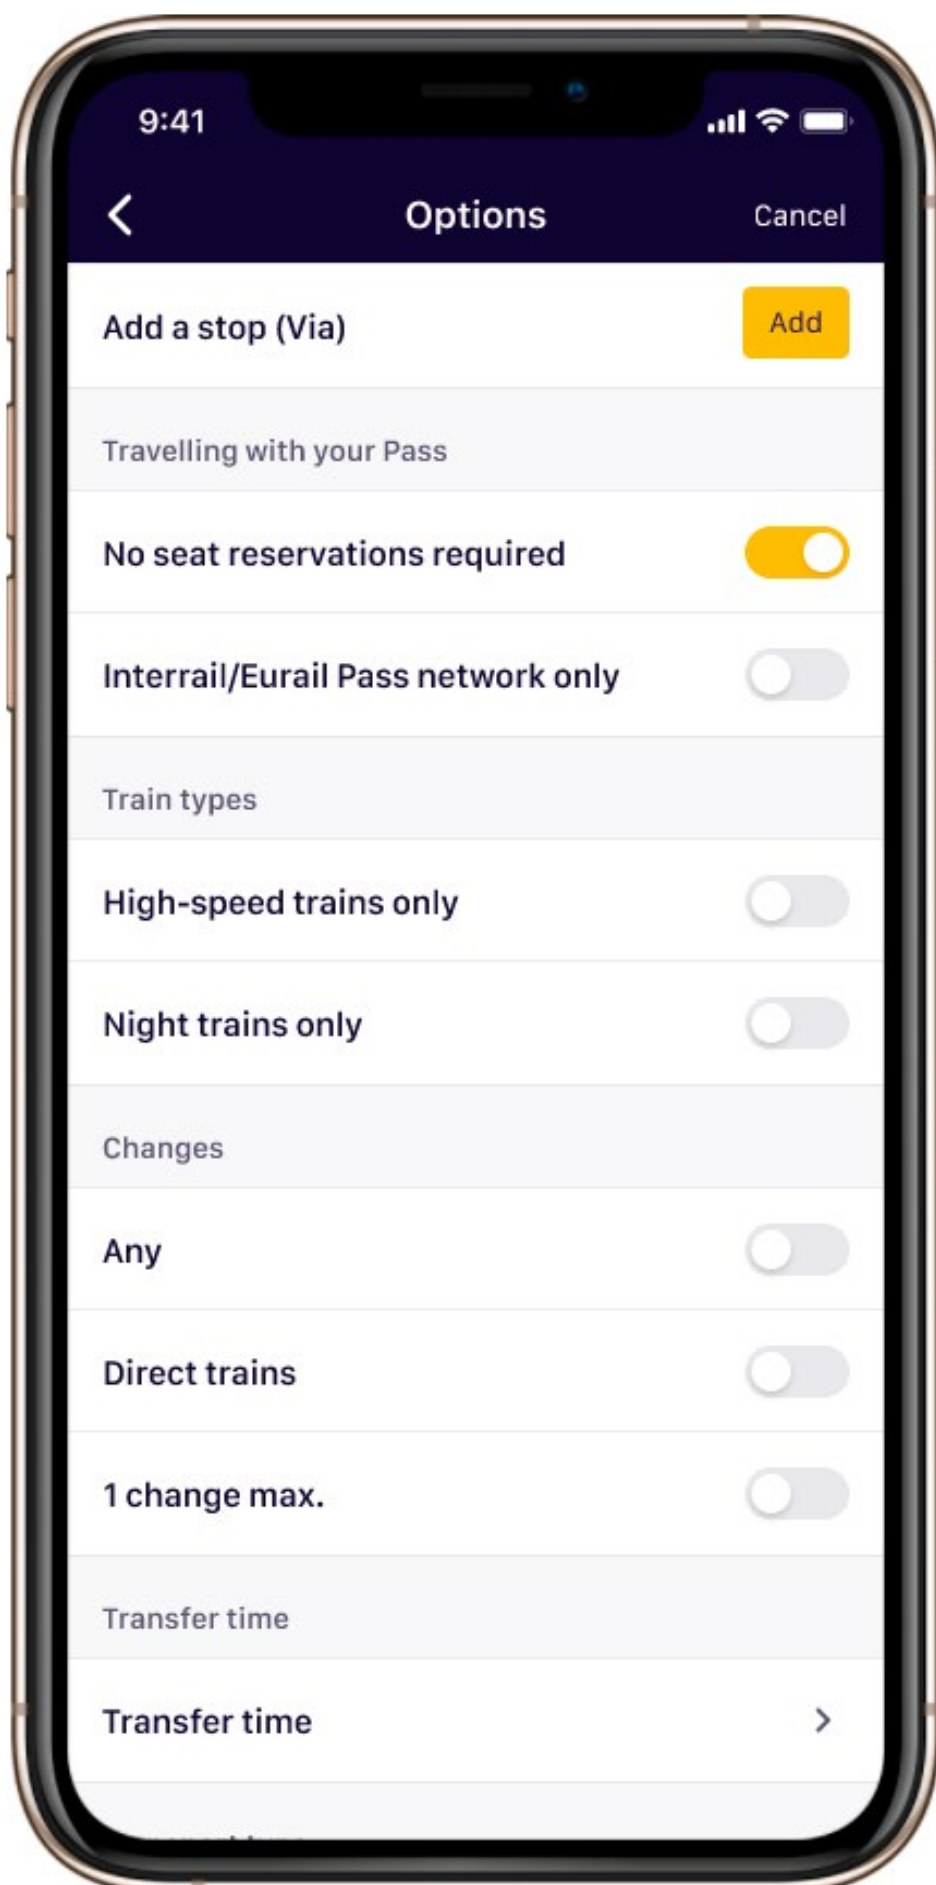 9:41
Options
Cancel
Add a stop (Via)
Add
Travelling with your Pass
No seat reservations required
Interrail/Eurail Pass network only
Train types
High-speed trains only
Night trains only
Changes
Any
Direct trains
1 change max.
Transfer time
Transfer time